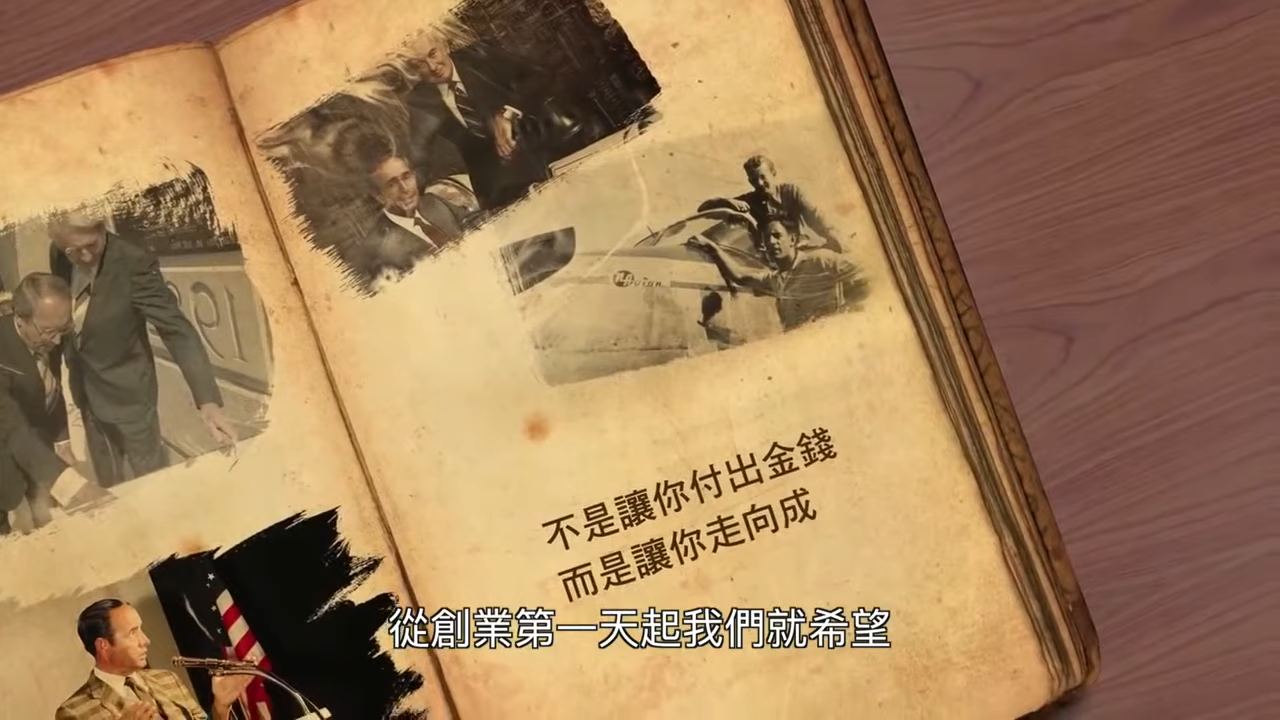 不是讓你付出金錢
而是讓你走向成
從創業第一天起我們就希望